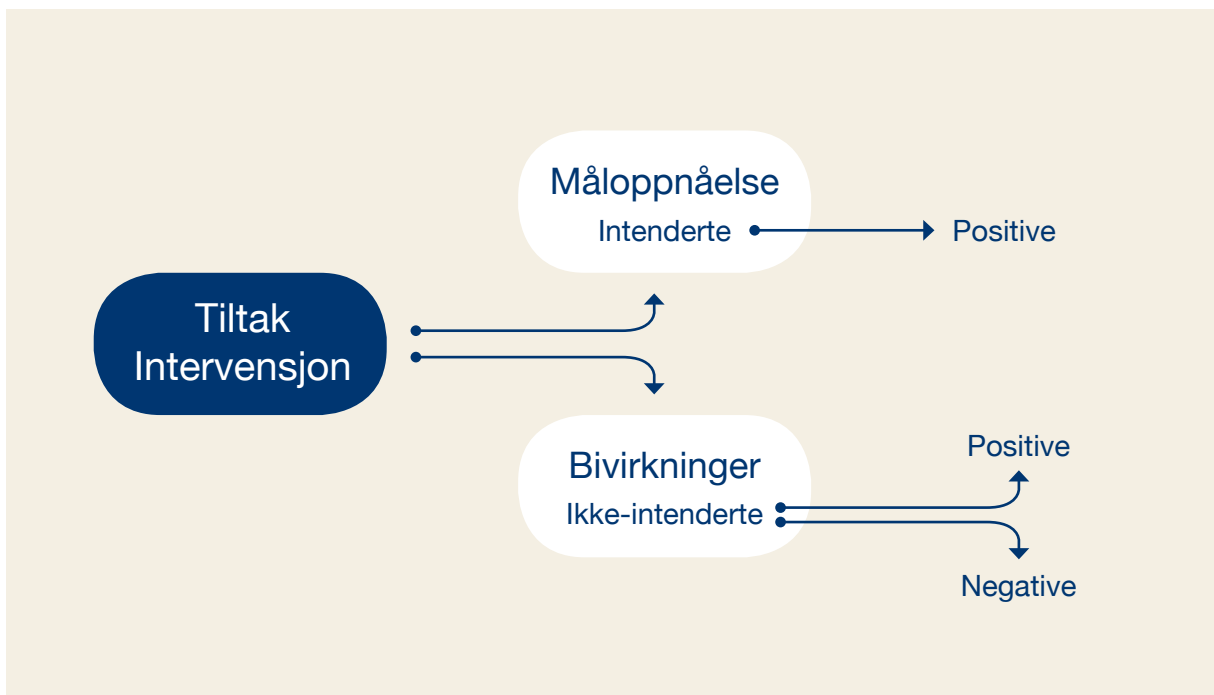 Tiltak
Intervensjon
Måloppnåelse
Intenderte
Positive
Bivirkninger
Ikke-intenderte
Positive
Negative